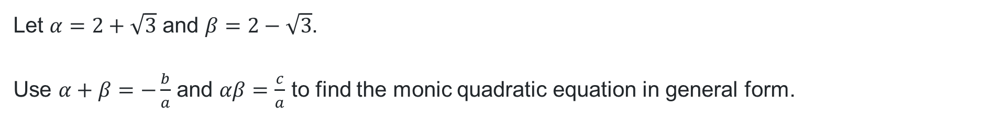 Let α = 2 + √3 and β = 2 − √3.
Use α + β = −b/a and αβ = c/a to find the monic quadratic equation in general form.